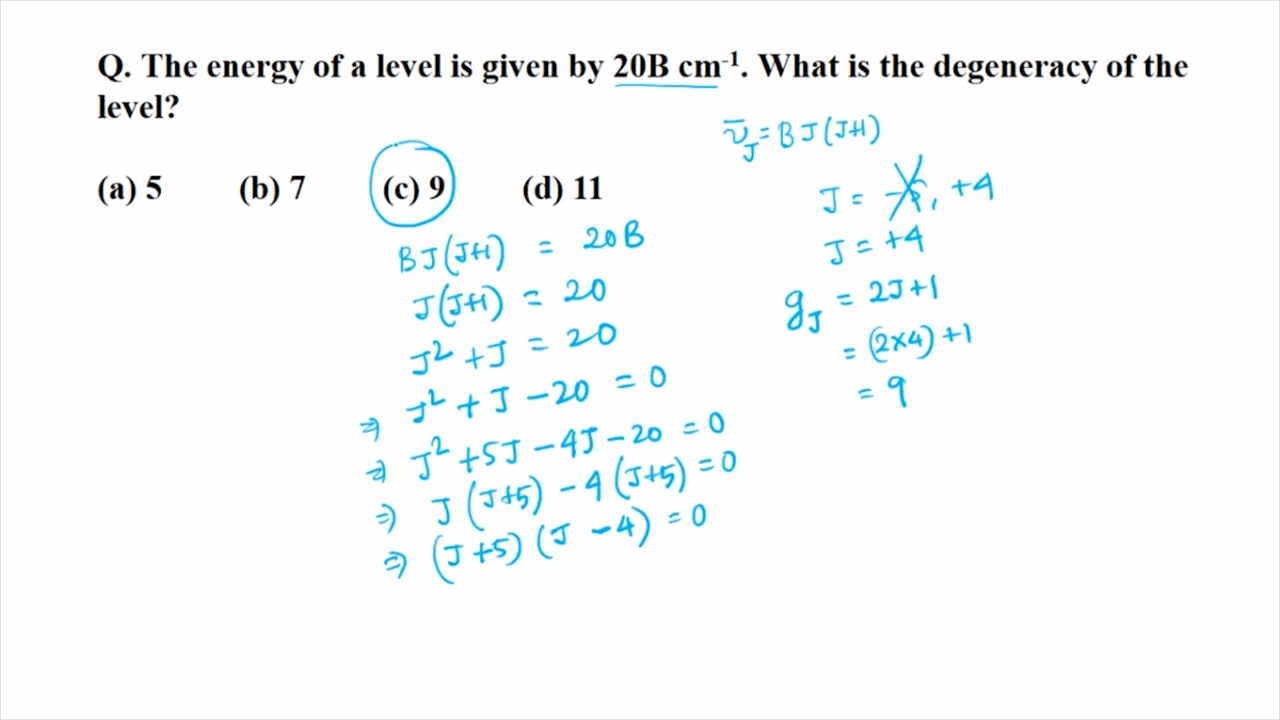 Q. The energy of a level is given by 20B cm⁻¹. What is the degeneracy of the
level?
(a) 5 (b) 7 (c) 9 (d) 11
BJ(J+1) = 20B
J(J+1) = 20
J² + J = 20
⇒ J² + J − 20 = 0
⇒ J² + 5J − 4J − 20 = 0
⇒ J(J+5) − 4(J+5) = 0
⇒ (J+5)(J−4) = 0
ν̄_J = BJ(J+1)
J = −5, +4
J = +4
g_J = 2J+1
= (2×4)+1
= 9